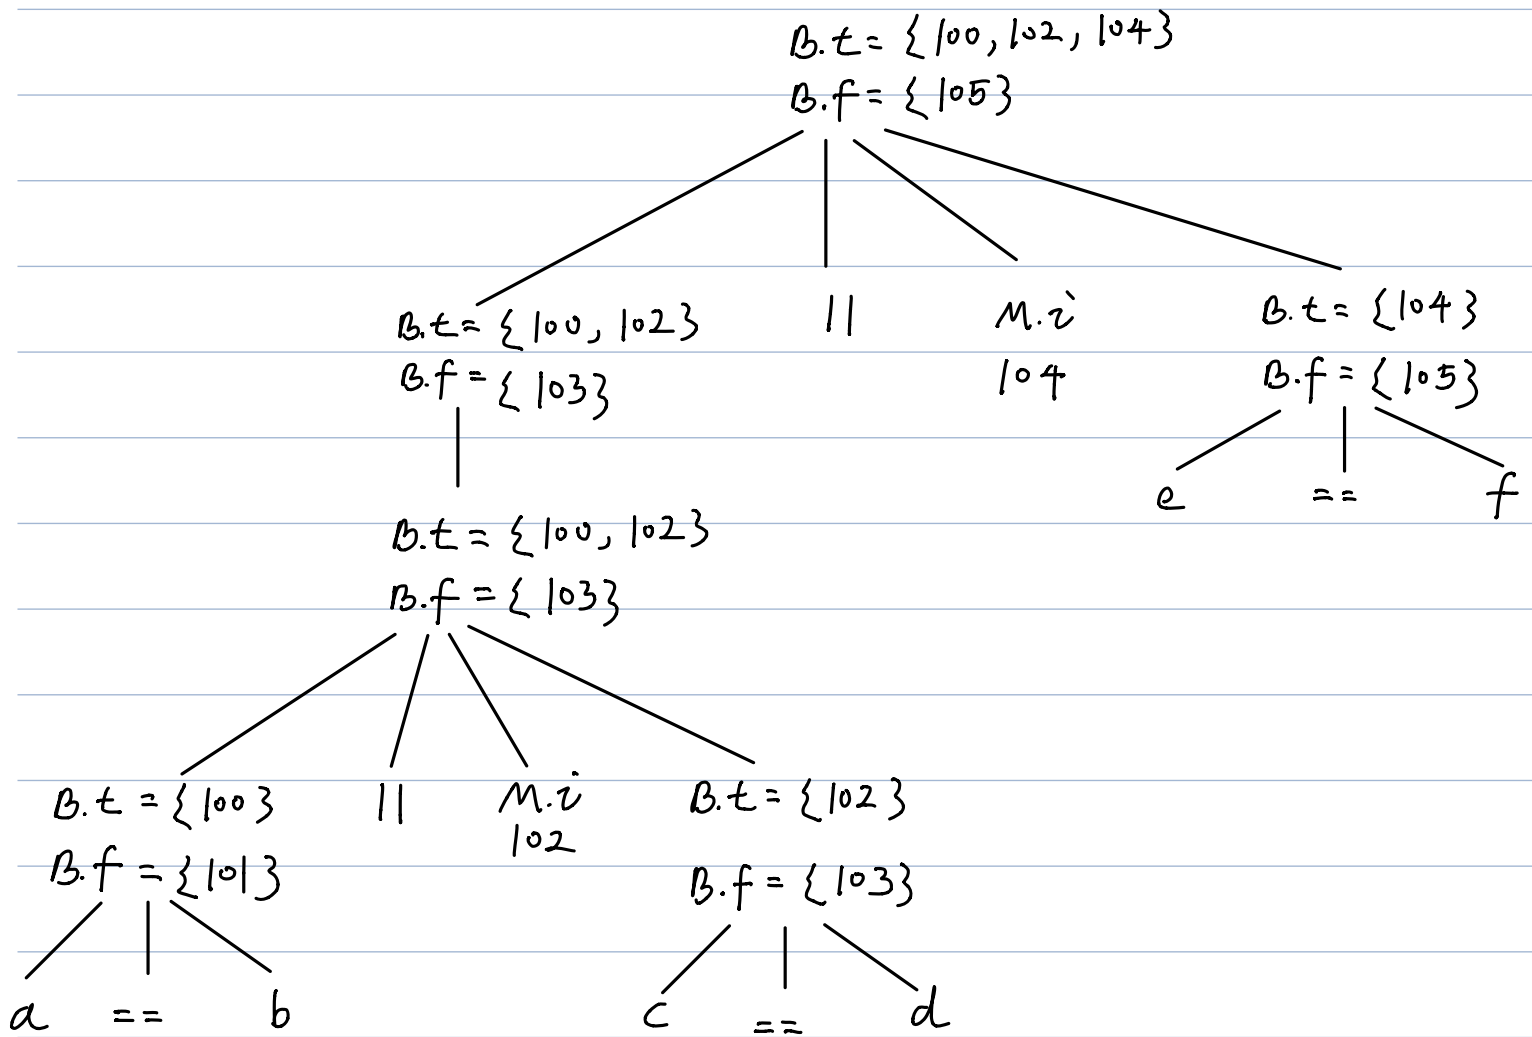 B.t = {100, 102, 104}
B.f = {105}
B.t = {100, 102} || M.i B.t = {104}
B.f = {103} 104 B.f = {105}
e == f
B.t = {100, 102}
B.f = {103}
B.t = {100} || M.i B.t = {102}
102
B.f = {101} B.f = {103}
a == b c == d